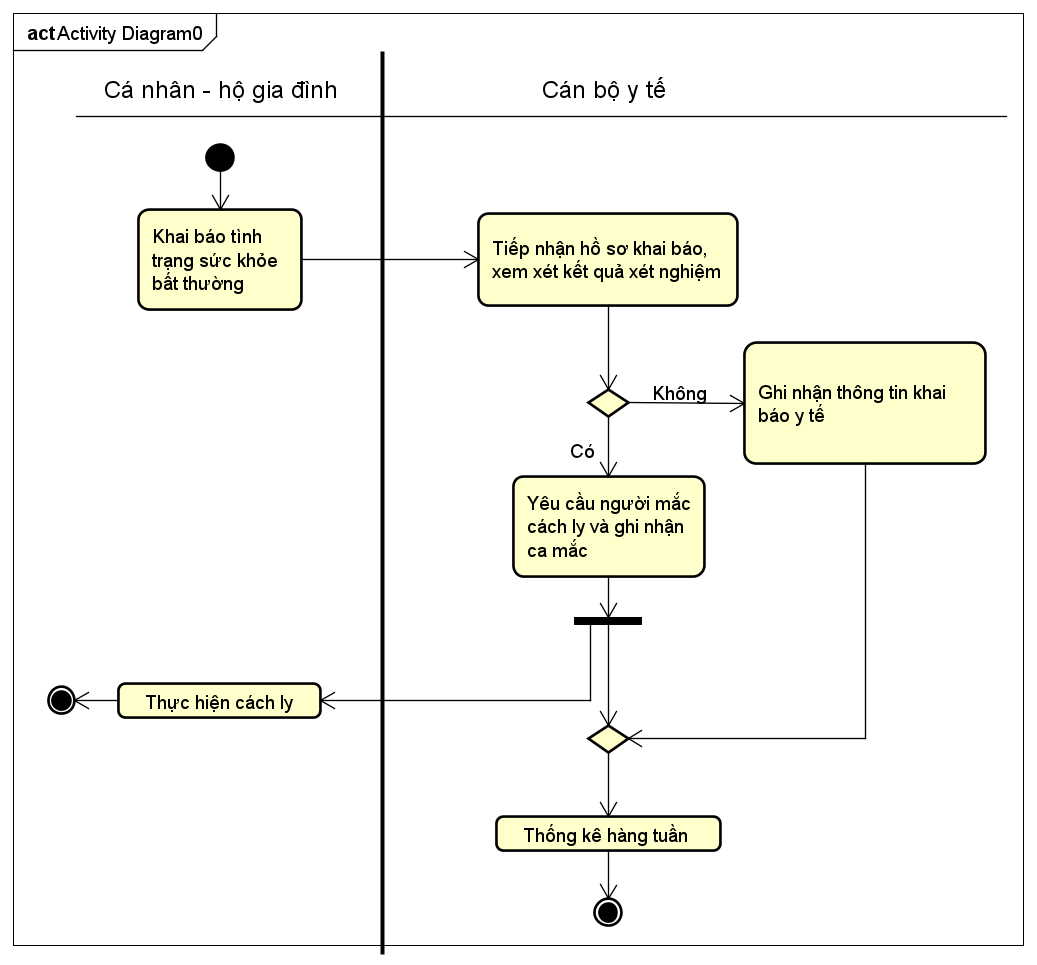 act Activity Diagram0
Cá nhân - hộ gia đình
Cán bộ y tế
Khai báo tình
trạng sức khỏe
bất thường
Tiếp nhận hồ sơ khai báo,
xem xét kết quả xét nghiệm
Không
Ghi nhận thông tin khai
báo y tế
Có
Yêu cầu người mắc
cách ly và ghi nhận
ca mắc
Thực hiện cách ly
Thống kê hàng tuần